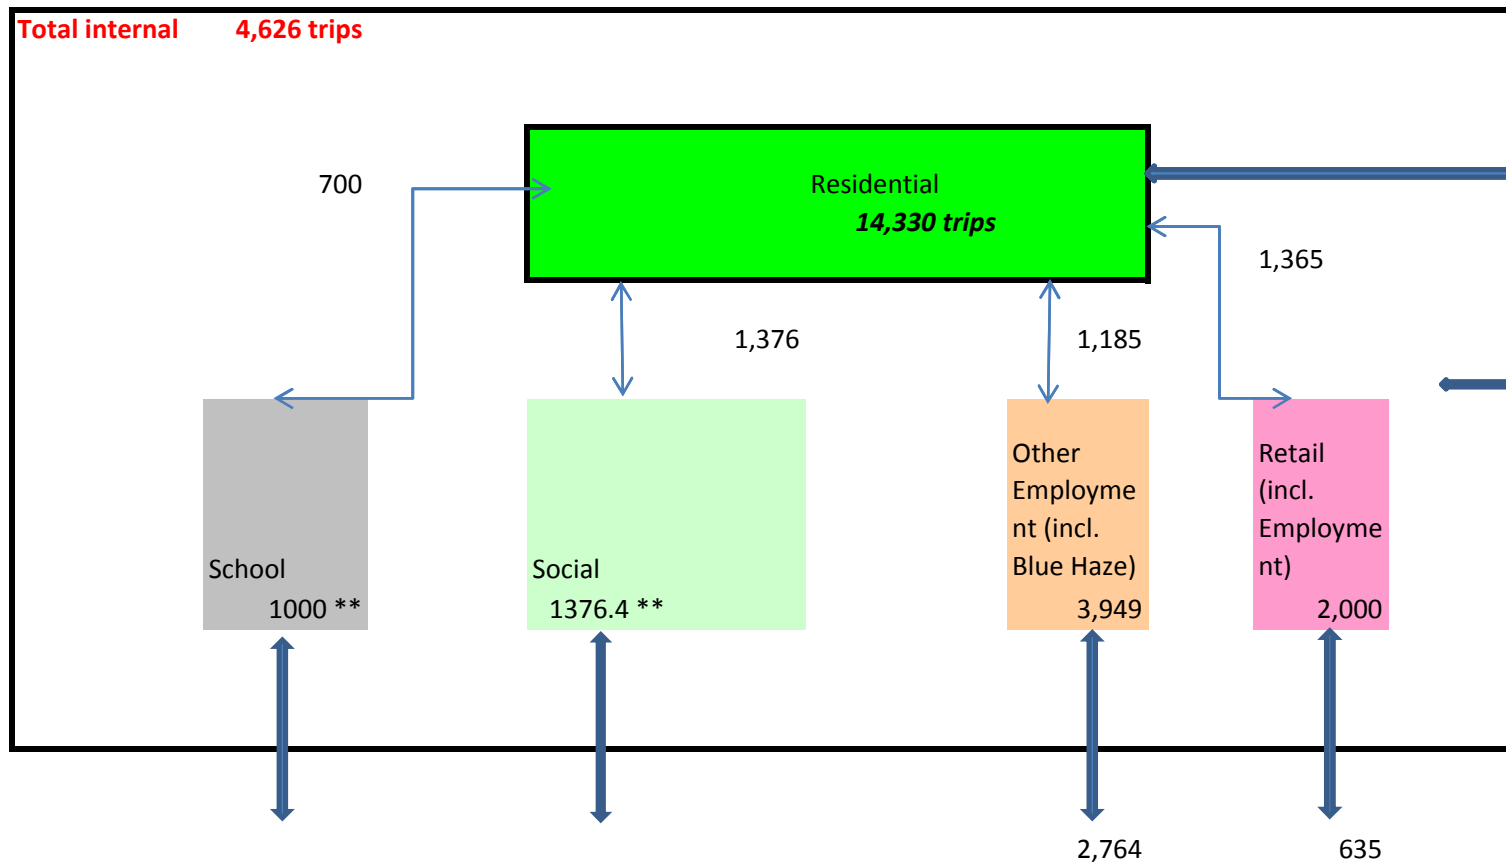 Total internal 4,626 trips
700
Residential
14,330 trips
1,365
1,376
1,185
School
1000 **
Social
1376.4 **
Other
Employme
nt (incl.
Blue Haze)
3,949
Retail
(incl.
Employme
nt)
2,000
2,764
635